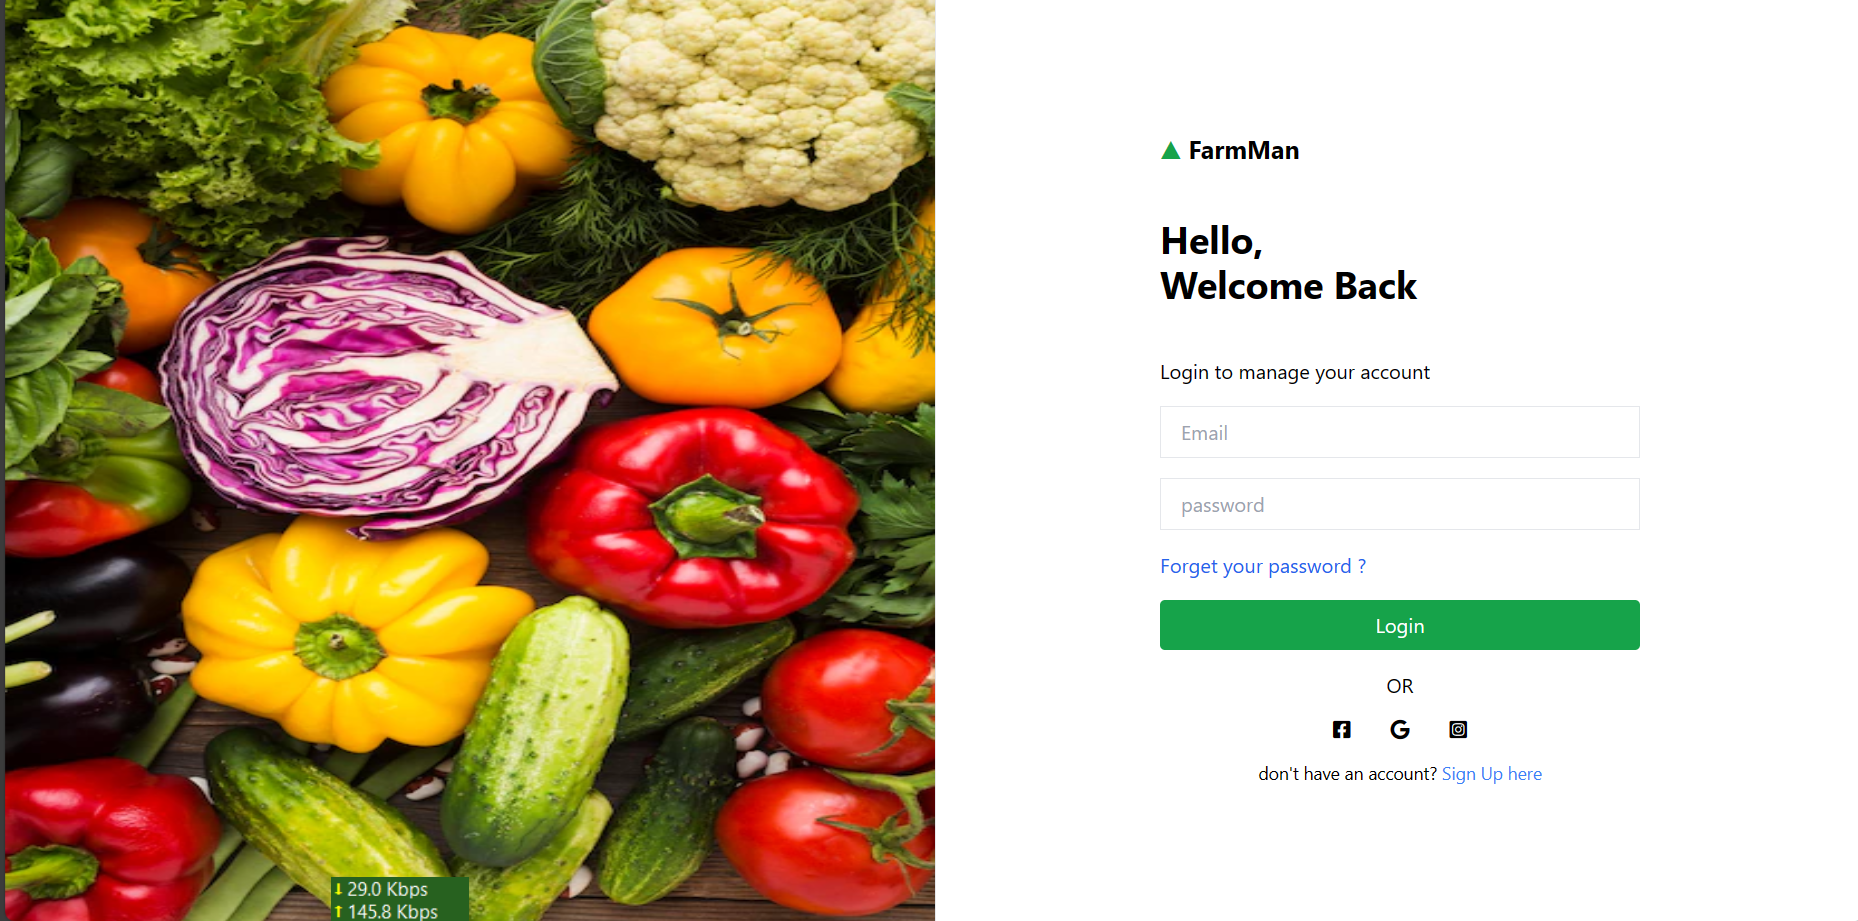 FarmMan
Hello,
Welcome Back
Login to manage your account
Email
password
Forget your password ?
Login
OR
don't have an account? Sign Up here
29.0 Kbps
145.8 Kbps